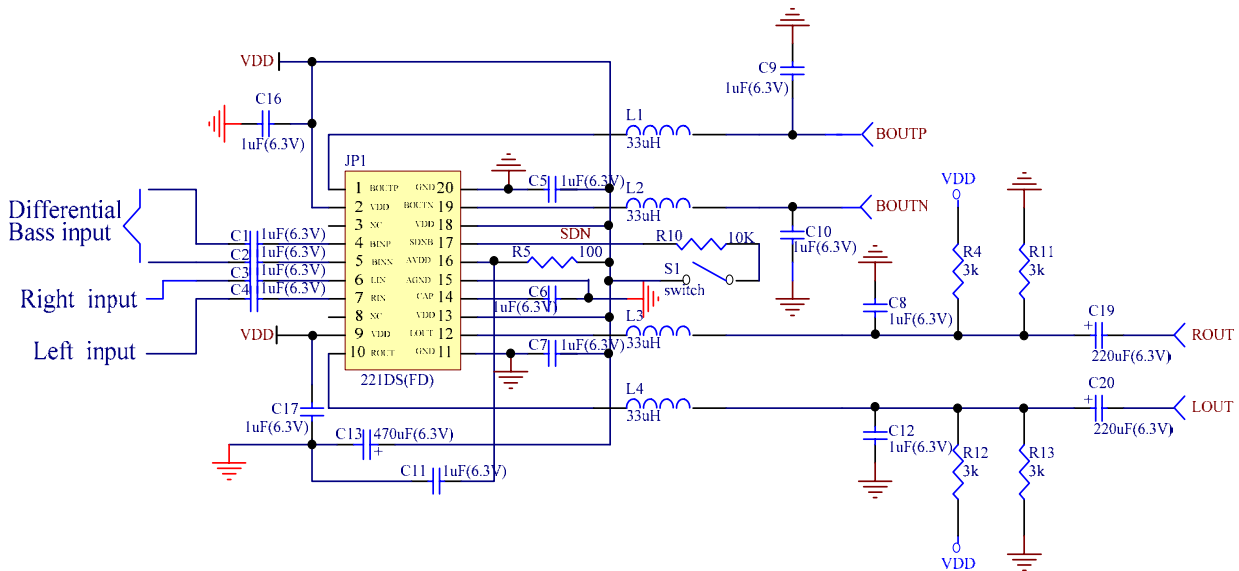 VDD
C16
1uF(6.3V)
C9
1uF(6.3V)
L1
33uH
BOUTP
JP1
1 BOUTP GND 20
2 VDD BOUTN 19
3 NC VDD 18
4 BINP SDNB 17
5 BINN AVDD 16
6 LIN AGND 15
7 RIN CAP 14
8 NC VDD 13
9 VDD LOUT 12
10 ROUT GND 11
221DS(FD)
C5 1uF(6.3V)
L2
33uH
BOUTN
C10
1uF(6.3V)
Differential
Bass input
C1 1uF(6.3V)
C2 1uF(6.3V)
C3 1uF(6.3V)
C4 1uF(6.3V)
Right input
Left input
SDN
R10 10K
R5 100
S1
switch
C6
1uF(6.3V)
VDD
R4
3k
R11
3k
C8
1uF(6.3V)
L3
33uH
C7 1uF(6.3V)
C19
+
220uF(6.3V)
ROUT
VDD
L4
33uH
C20
+
220uF(6.3V)
LOUT
C17
1uF(6.3V)
C13 470uF(6.3V)
+
C11 1uF(6.3V)
C12
1uF(6.3V)
R12
3k
R13
3k
VDD